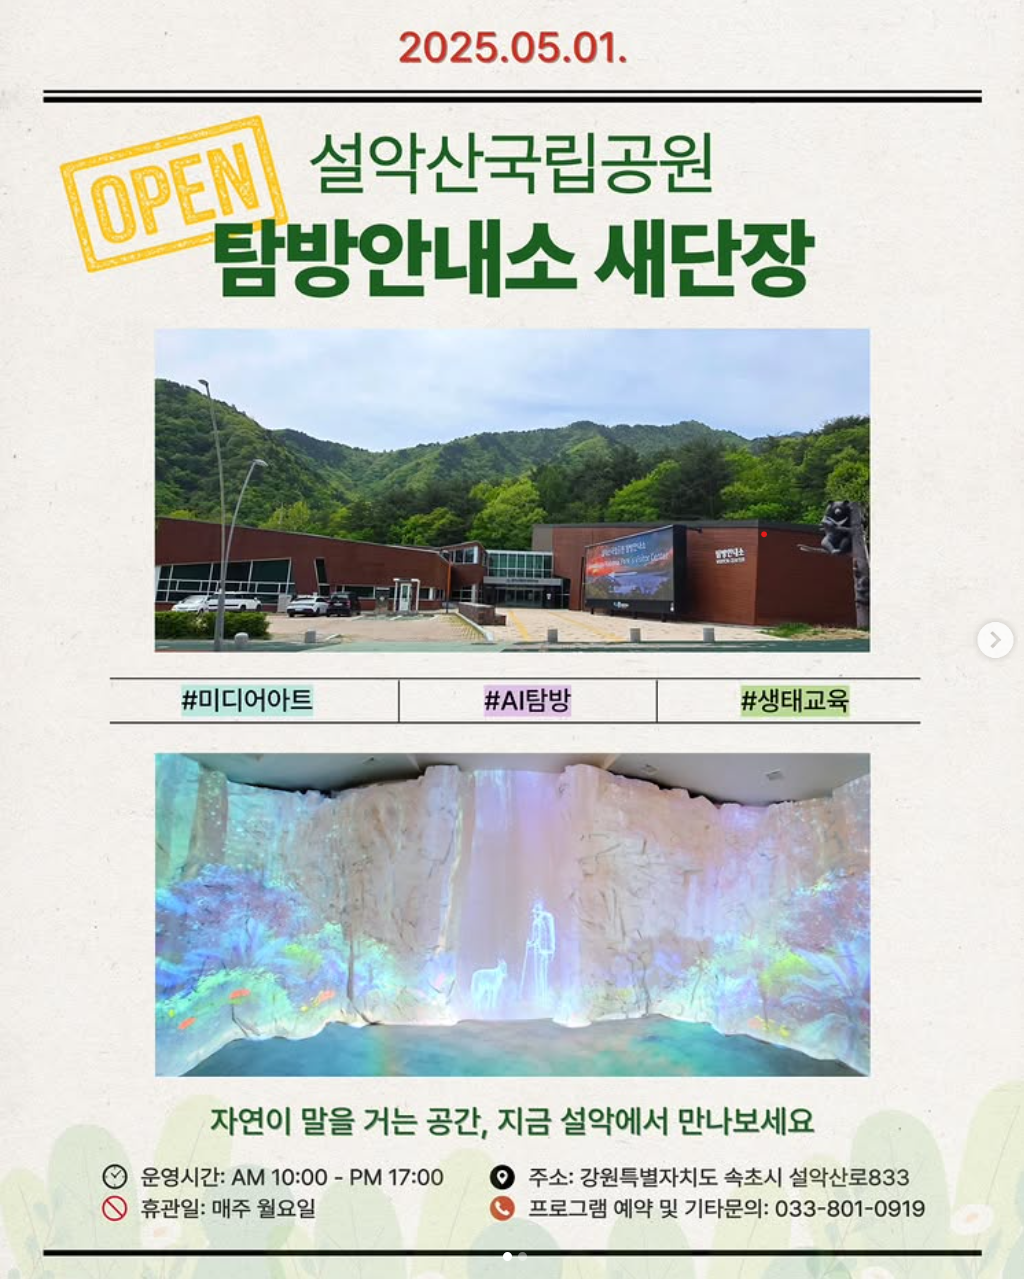 2025.05.01.
OPEN
설악산국립공원
탐방안내소 새단장
탐방안내소
#미디어아트 #AI탐방 #생태교육
자연이 말을 거는 공간, 지금 설악에서 만나보세요
운영시간: AM 10:00 - PM 17:00
주소: 강원특별자치도 속초시 설악산로833
휴관일: 매주 월요일
프로그램 예약 및 기타문의: 033-801-0919